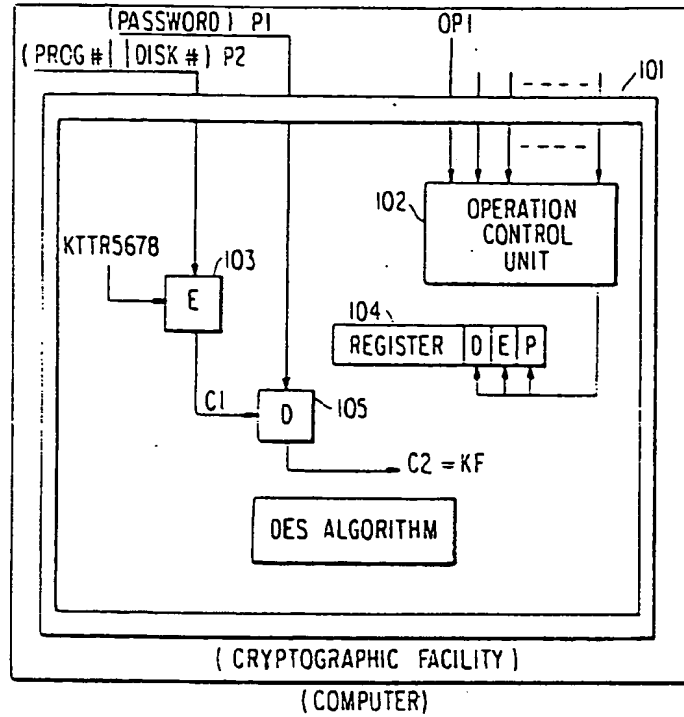 (PASSWORD) P1
OP1
(PROG#||DISK#) P2
101
102
OPERATION
CONTROL
UNIT
KTTR5678
103
E
104
REGISTER D E P
C1
D
105
C2 = KF
DES ALGORITHM
(CRYPTOGRAPHIC FACILITY)
(COMPUTER)